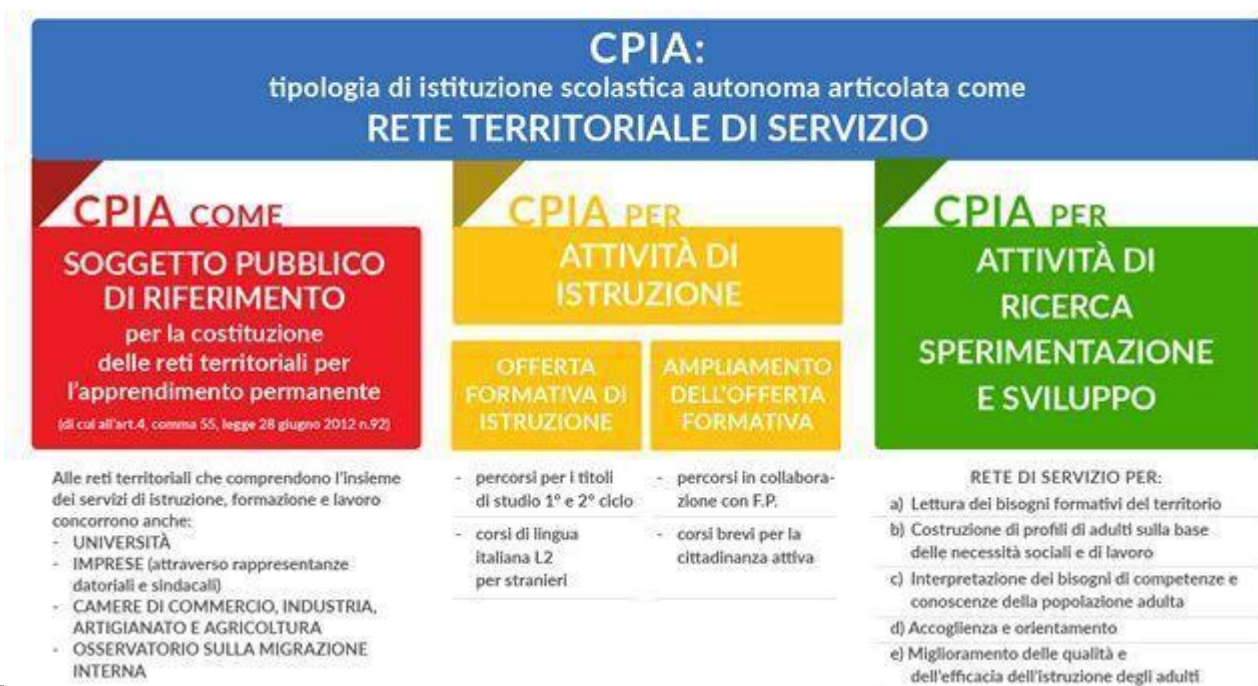 CPIA:
tipologia di istituzione scolastica autonoma articolata come
RETE TERRITORIALE DI SERVIZIO
CPIA COME
SOGGETTO PUBBLICO
DI RIFERIMENTO
per la costituzione
delle reti territoriali per
l'apprendimento permanente
(di cui all'art.4, comma 55, legge 28 giugno 2012 n.92)
Alle reti territoriali che comprendono l'insieme
dei servizi di istruzione, formazione e lavoro
concorrono anche:
- UNIVERSITÀ
- IMPRESE (attraverso rappresentanze
datoriali e sindacali)
- CAMERE DI COMMERCIO, INDUSTRIA,
ARTIGIANATO E AGRICOLTURA
- OSSERVATORIO SULLA MIGRAZIONE
INTERNA
CPIA PER
ATTIVITÀ DI
ISTRUZIONE
OFFERTA
FORMATIVA DI
ISTRUZIONE
- percorsi per i titoli
di studio 1° e 2° ciclo
- corsi di lingua
italiana L2
per stranieri
AMPLIAMENTO
DELL'OFFERTA
FORMATIVA
- percorsi in collabora-
zione con F.P.
- corsi brevi per la
cittadinanza attiva
CPIA PER
ATTIVITÀ DI
RICERCA
SPERIMENTAZIONE
E SVILUPPO
RETE DI SERVIZIO PER:
a) Lettura dei bisogni formativi del territorio
b) Costruzione di profili di adulti sulla base
delle necessità sociali e di lavoro
c) Interpretazione dei bisogni di competenze e
conoscenze della popolazione adulta
d) Accoglienza e orientamento
e) Miglioramento delle qualità e
dell'efficacia dell'istruzione degli adulti